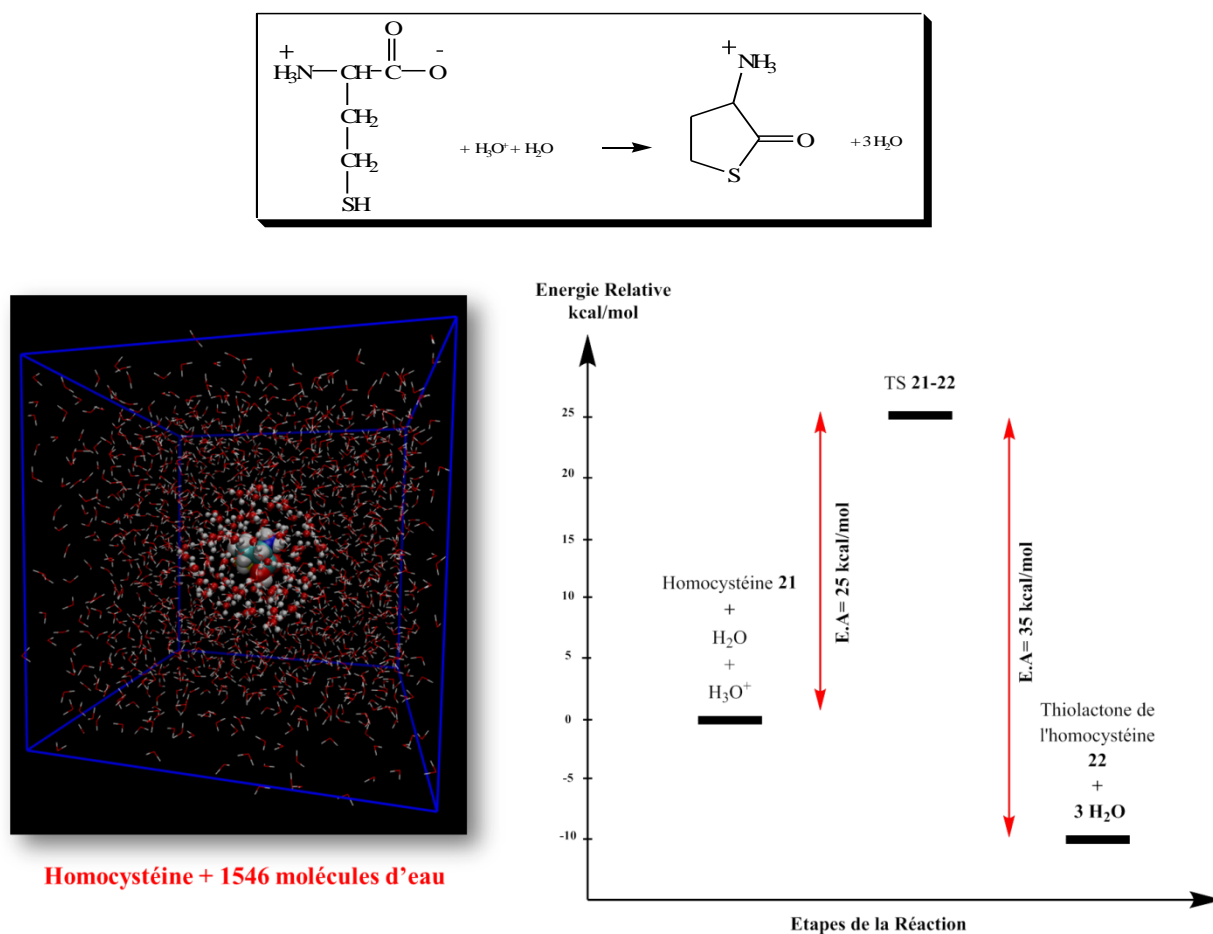 O
+
-
H3N—CH—C—O
CH2
CH2
SH
+ H3O+ + H2O
+
NH3
O
S
+ 3 H2O
Energie Relative
kcal/mol
TS 21-22
25
20
15
10
5
0
-5
-10
E.A= 25 kcal/mol
E.A= 35 kcal/mol
Homocystéine 21
+
H2O
+
H3O+
Thiolactone de
l'homocystéine
22
+
3 H2O
Homocystéine + 1546 molécules d’eau
Etapes de la Réaction